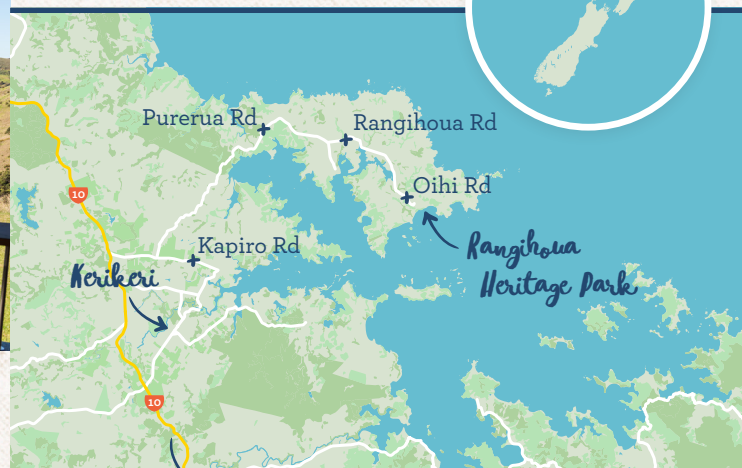 Purerua Rd
Rangihoua Rd
10
Oihi Rd
Kapiro Rd
Rangihoua
Heritage Park
Kerikeri
10